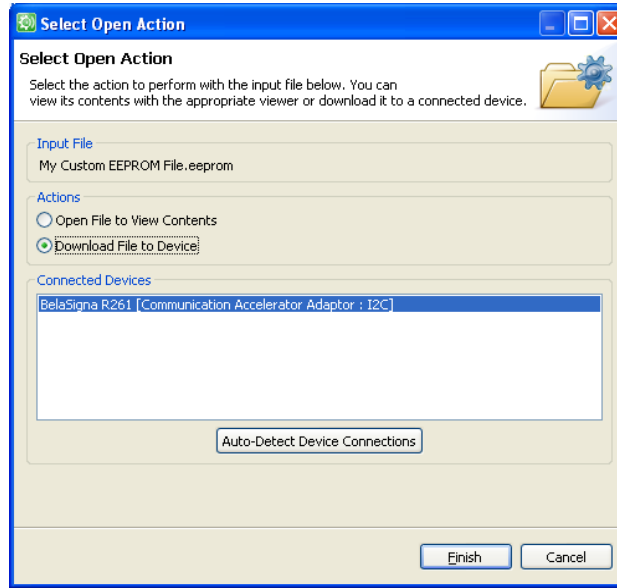 Select Open Action
Select Open Action
Select the action to perform with the input file below. You can
view its contents with the appropriate viewer or download it to a connected device.
Input File
My Custom EEPROM File.eeprom
Actions
Open File to View Contents
Download File to Device
Connected Devices
BelaSigna R261 [Communication Accelerator Adaptor : I2C]
Auto-Detect Device Connections
Finish Cancel